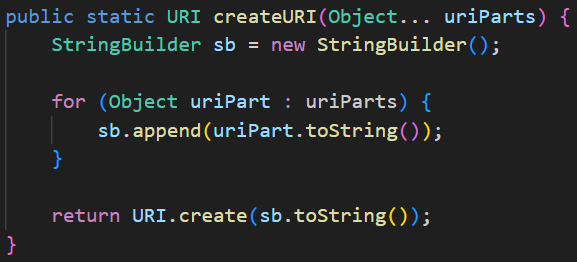 public static URI createURI(Object... uriParts) {
    StringBuilder sb = new StringBuilder();
    for (Object uriPart : uriParts) {
        sb.append(uriPart.toString());
    }
    return URI.create(sb.toString());
}